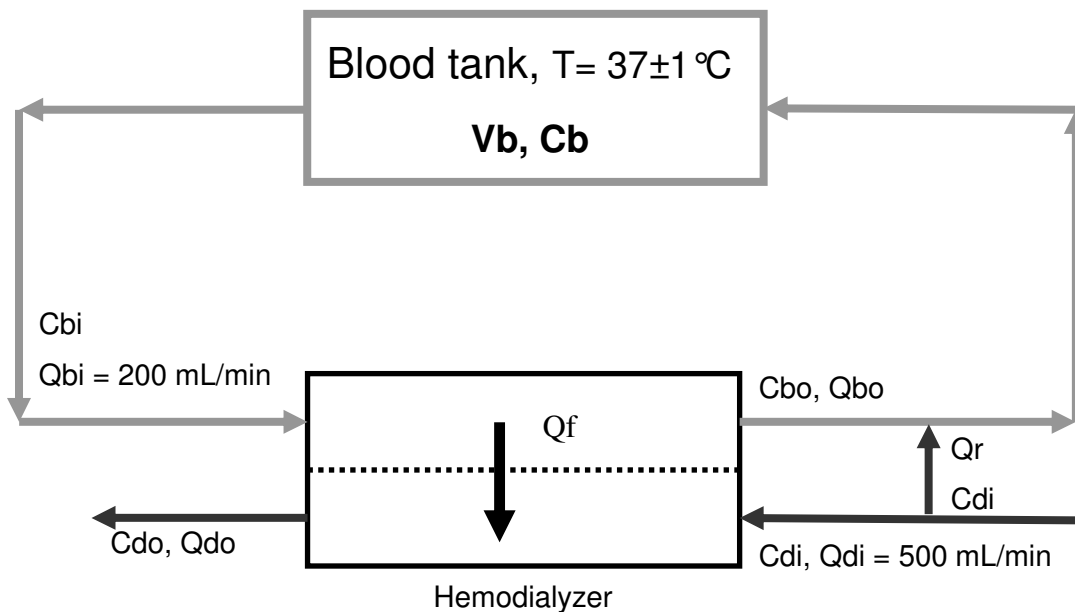 Blood tank, T= 37±1°C
Vb, Cb
Cbi
Qbi = 200 mL/min
Qf
Cbo, Qbo
Qr
Cdi
Cdo, Qdo
Cdi, Qdi = 500 mL/min
Hemodialyzer